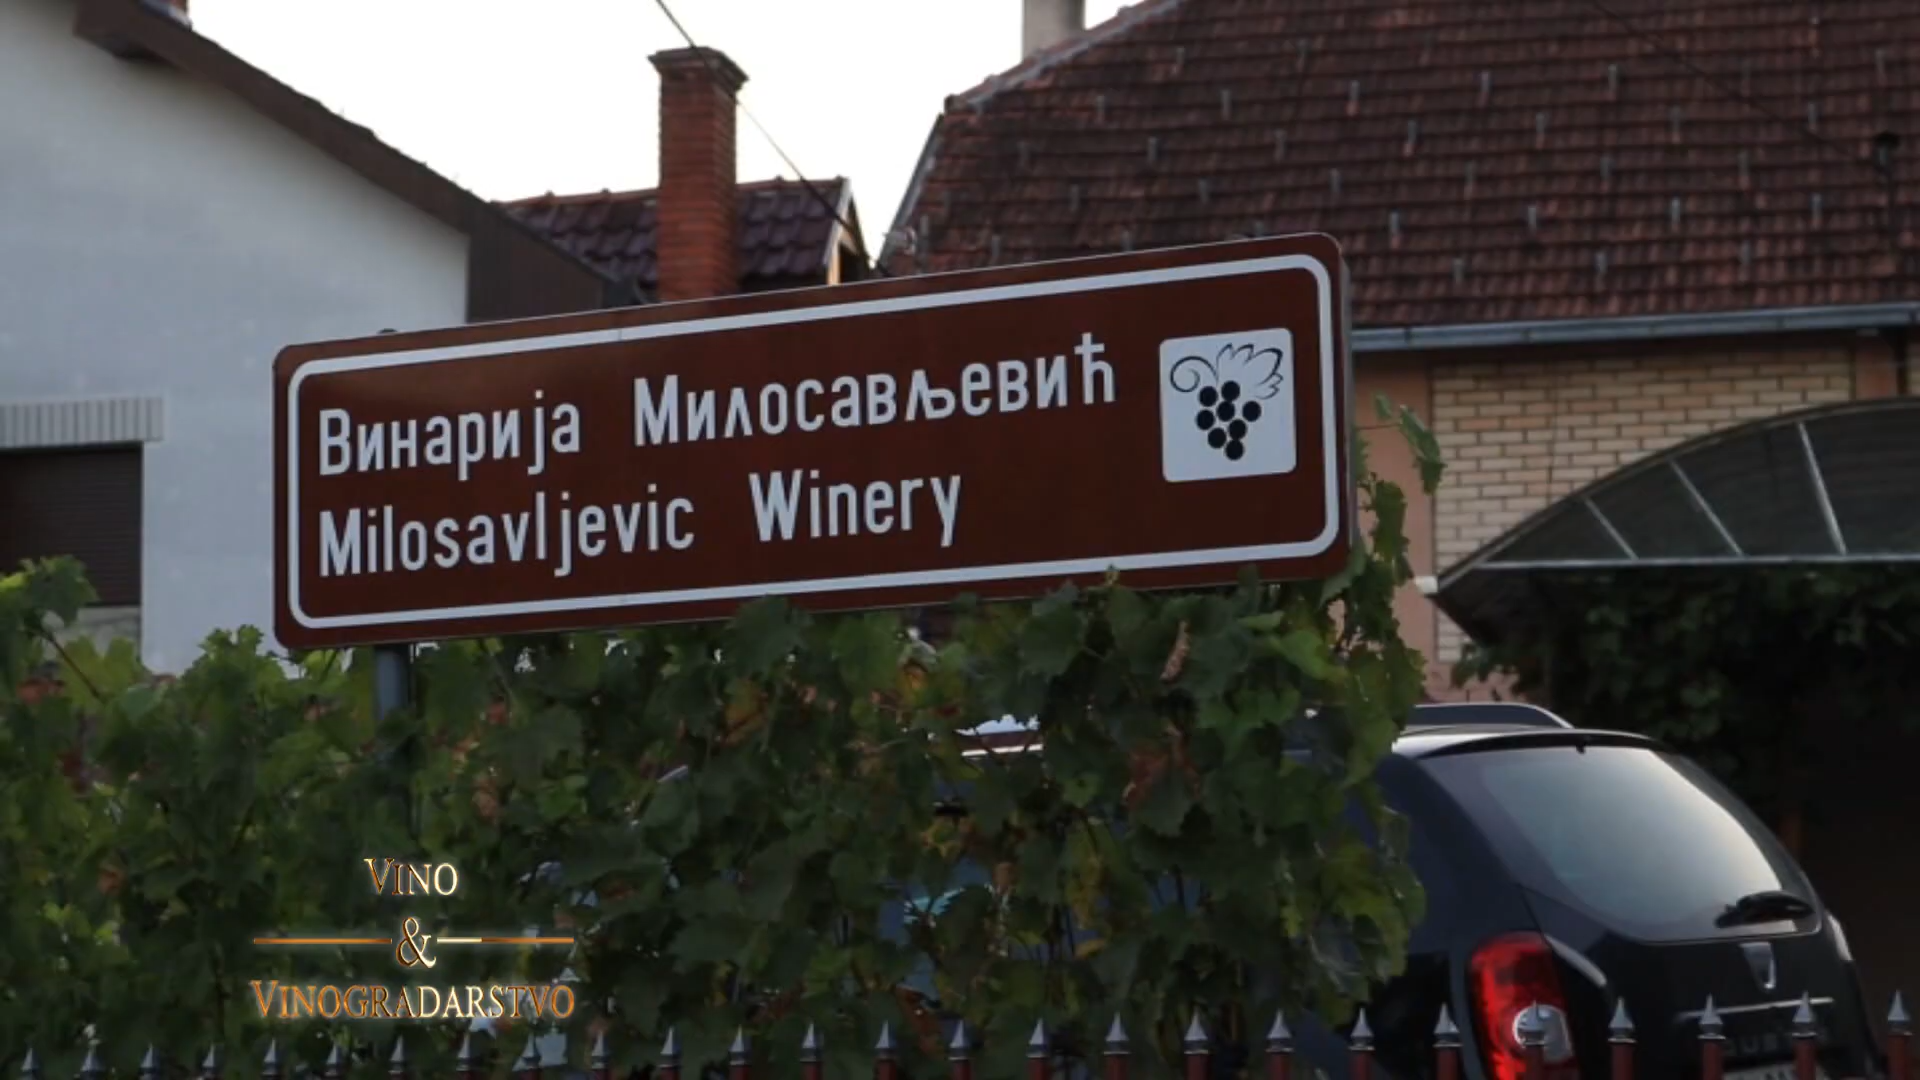 Винарија Милосављевић
Milosavljevic Winery
VINO
&
VINOGRADARSTVO